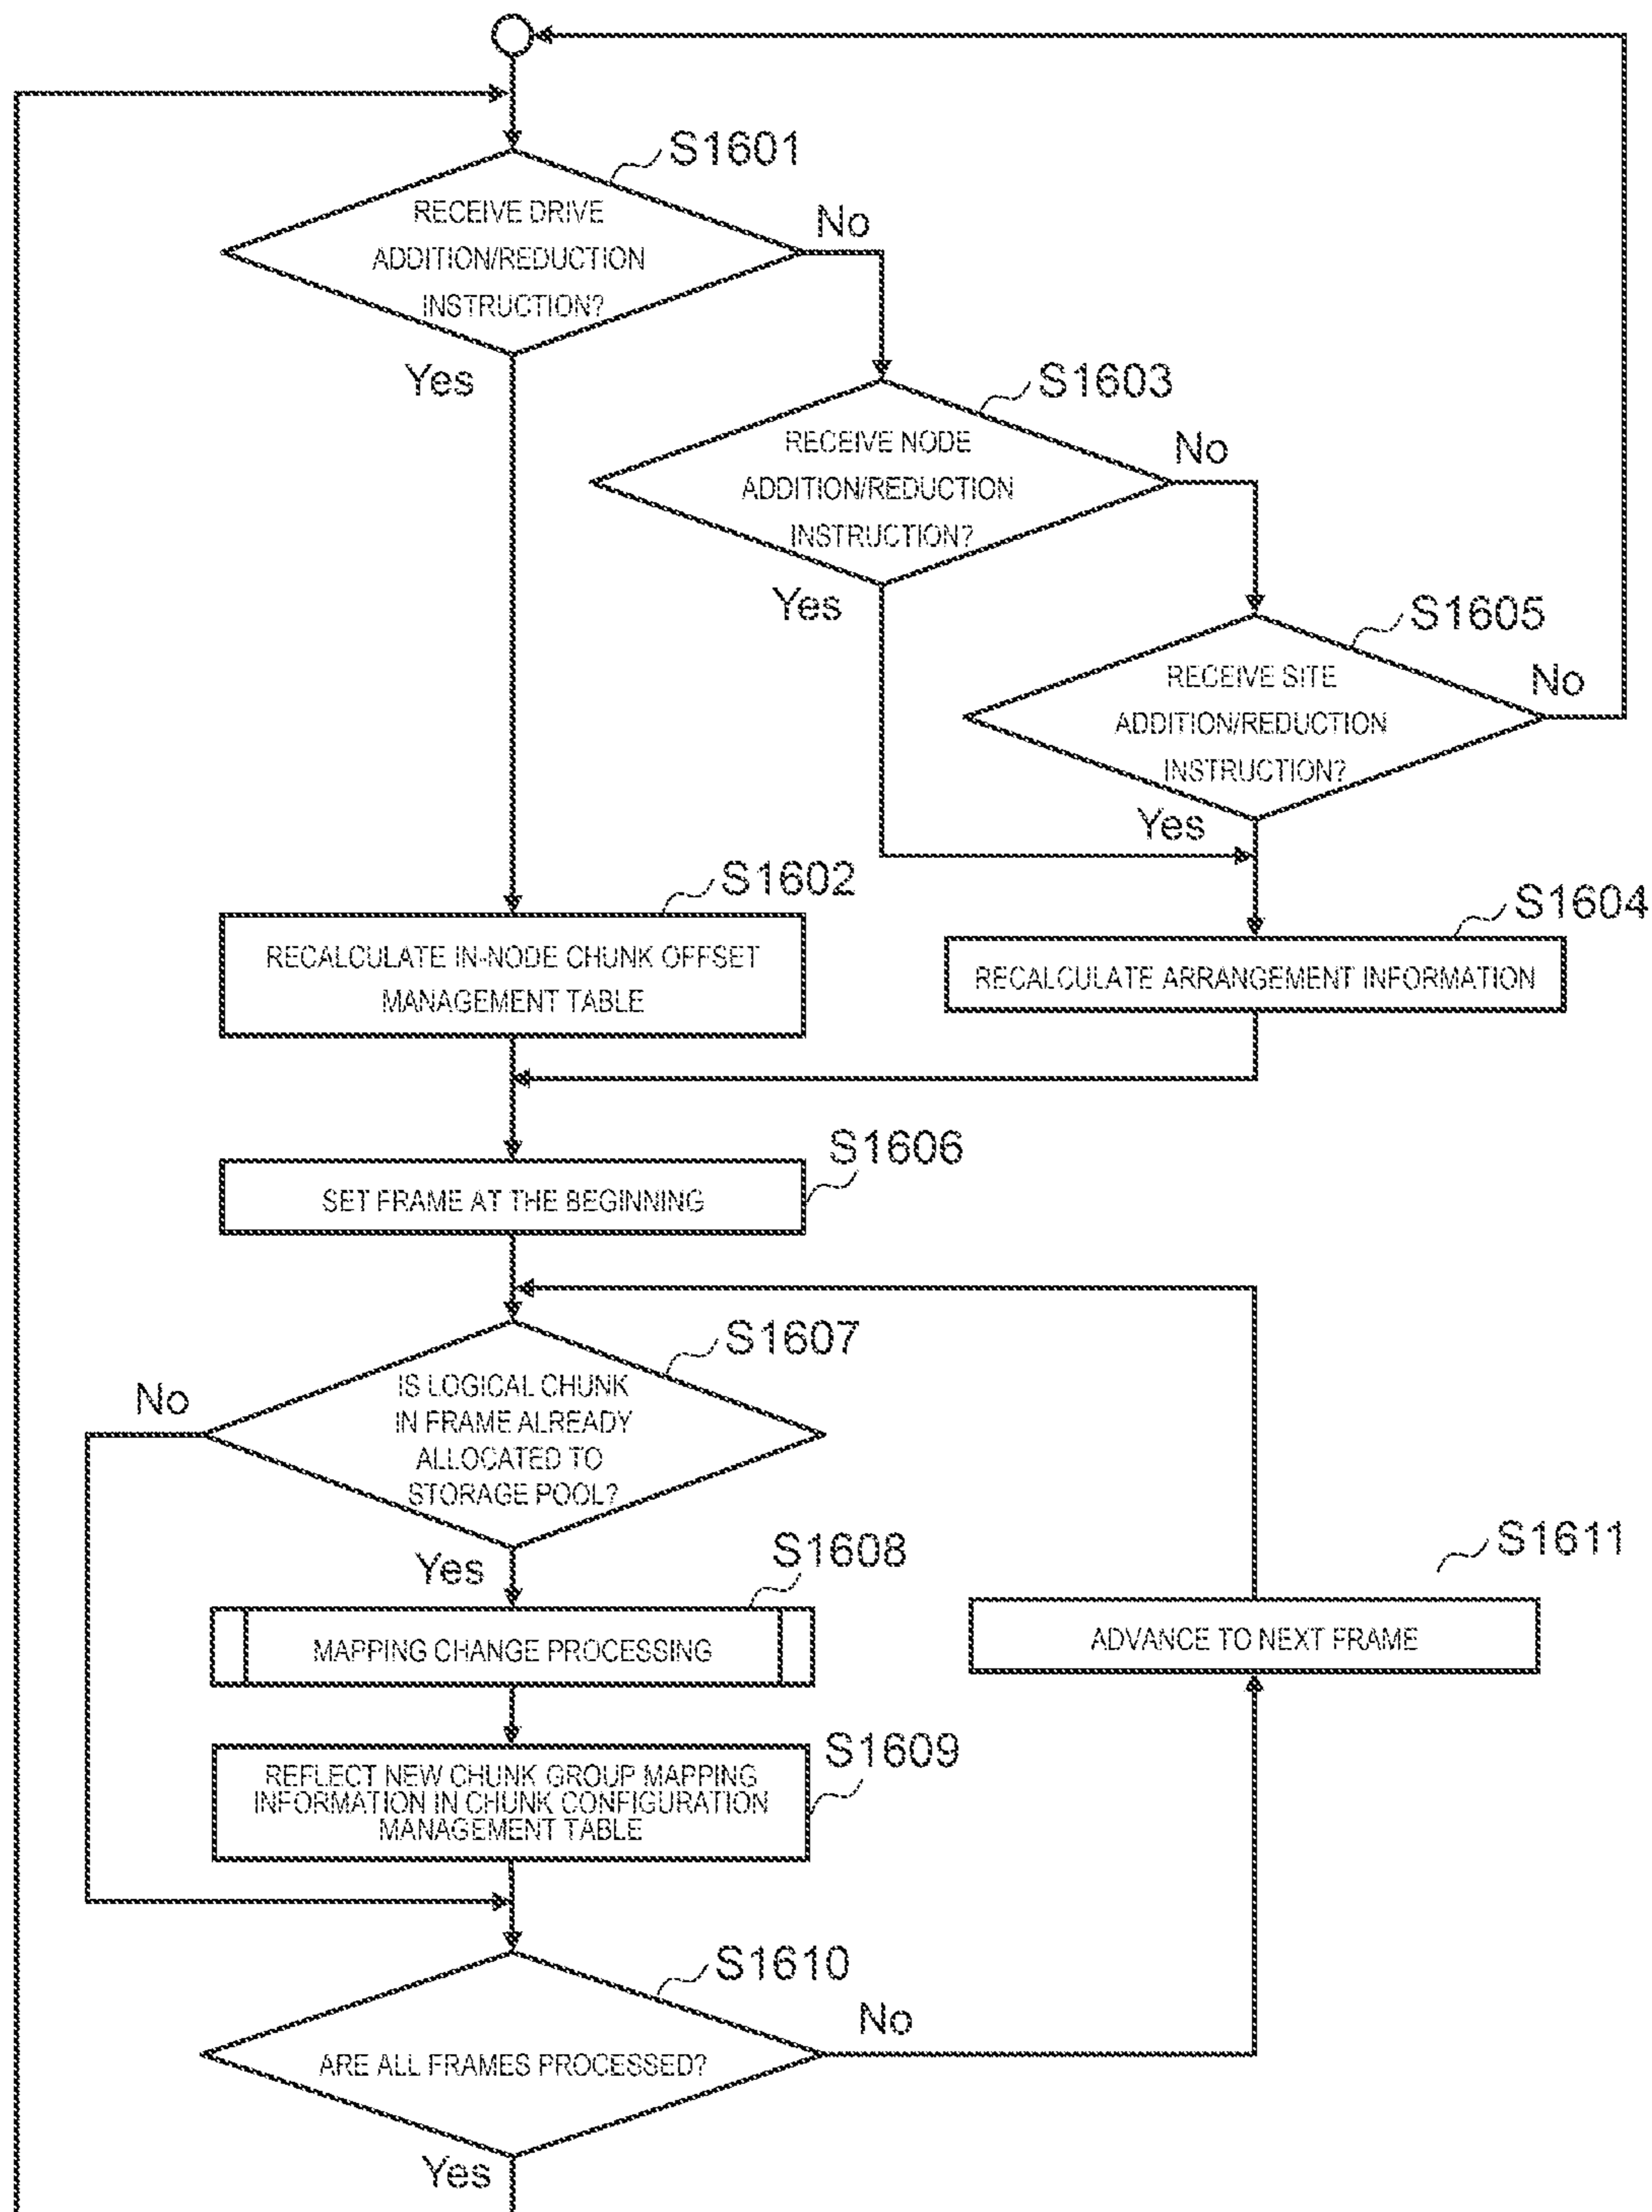 S1601
RECEIVE DRIVE
ADDITION/REDUCTION
INSTRUCTION?
No
Yes
S1603
RECEIVE NODE
ADDITION/REDUCTION
INSTRUCTION?
No
Yes
S1605
RECEIVE SITE
ADDITION/REDUCTION
INSTRUCTION?
No
Yes
S1602
RECALCULATE IN-NODE CHUNK OFFSET
MANAGEMENT TABLE
S1604
RECALCULATE ARRANGEMENT INFORMATION
S1606
SET FRAME AT THE BEGINNING
S1607
IS LOGICAL CHUNK
IN FRAME ALREADY
ALLOCATED TO
STORAGE POOL?
No
Yes
S1608
MAPPING CHANGE PROCESSING
S1611
ADVANCE TO NEXT FRAME
S1609
REFLECT NEW CHUNK GROUP MAPPING
INFORMATION IN CHUNK CONFIGURATION
MANAGEMENT TABLE
S1610
ARE ALL FRAMES PROCESSED?
No
Yes